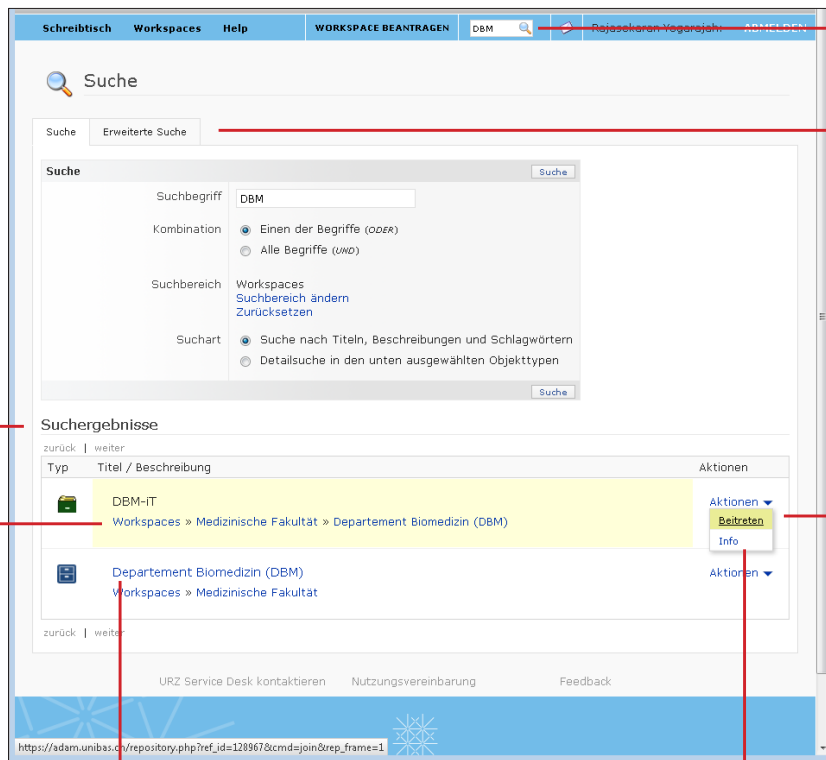 Schreibtisch Workspaces Help WORKSPACE BEANTRAGEN DBM Rajasekaran Yogarajah: ABMELDEN
Suche
Suche Erweiterte Suche
Suche Suche
Suchbegriff DBM
Kombination Einen der Begriffe (ODER)
Alle Begriffe (UND)
Suchbereich Workspaces
Suchbereich ändern
Zurücksetzen
Suchart Suche nach Titeln, Beschreibungen und Schlagwörtern
Detailsuche in den unten ausgewählten Objekttypen
Suche
Suchergebnisse
zurück | weiter
Typ Titel / Beschreibung Aktionen
DBM-iT Aktionen
Workspaces » Medizinische Fakultät » Departement Biomedizin (DBM) Beitreten
Info
Departement Biomedizin (DBM) Aktionen
Workspaces » Medizinische Fakultät
zurück | weiter
URZ Service Desk kontaktieren Nutzungsvereinbarung Feedback
https://adam.unibas.ch/repository.php?ref_id=128967&cmd=join&rep_frame=1